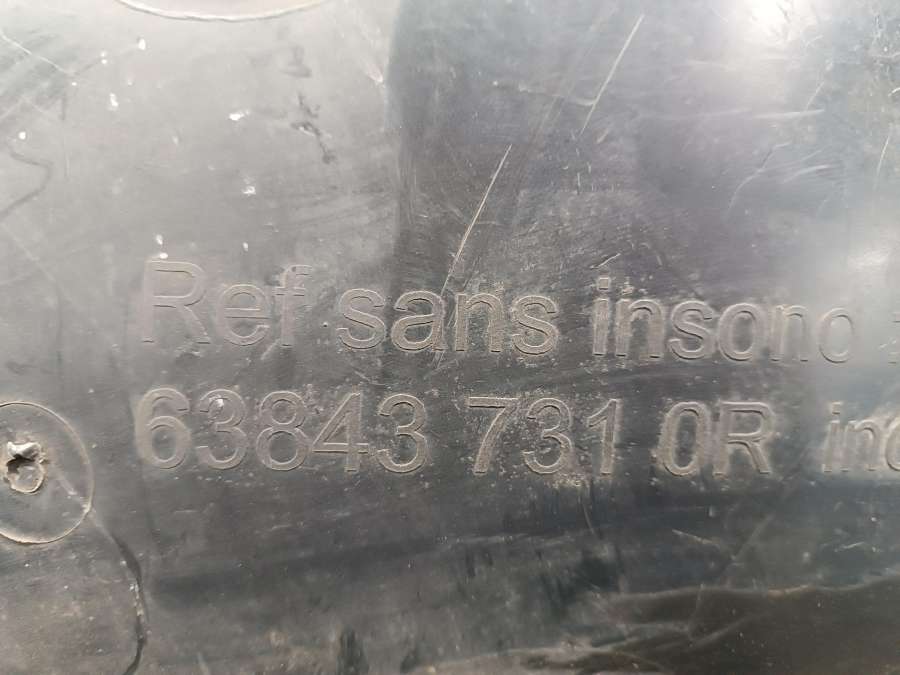 Ref sans insono
63843 731 0R